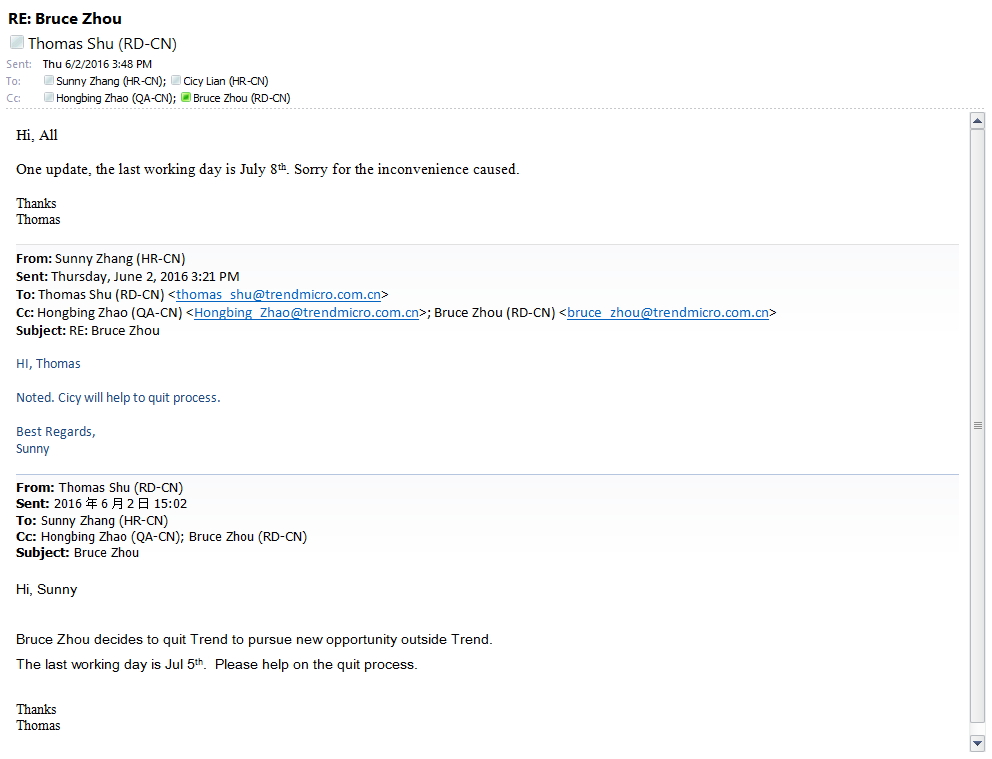 RE: Bruce Zhou
Thomas Shu (RD-CN)
Sent: Thu 6/2/2016 3:48 PM
To: Sunny Zhang (HR-CN); Cicy Lian (HR-CN)
Cc: Hongbing Zhao (QA-CN); Bruce Zhou (RD-CN)
Hi, All
One update, the last working day is July 8th. Sorry for the inconvenience caused.
Thanks
Thomas
From: Sunny Zhang (HR-CN)
Sent: Thursday, June 2, 2016 3:21 PM
To: Thomas Shu (RD-CN) <thomas_shu@trendmicro.com.cn>
Cc: Hongbing Zhao (QA-CN) <Hongbing_Zhao@trendmicro.com.cn>; Bruce Zhou (RD-CN) <bruce_zhou@trendmicro.com.cn>
Subject: RE: Bruce Zhou
HI, Thomas
Noted. Cicy will help to quit process.
Best Regards,
Sunny
From: Thomas Shu (RD-CN)
Sent: 2016 年 6 月 2 日 15:02
To: Sunny Zhang (HR-CN)
Cc: Hongbing Zhao (QA-CN); Bruce Zhou (RD-CN)
Subject: Bruce Zhou
Hi, Sunny
Bruce Zhou decides to quit Trend to pursue new opportunity outside Trend.
The last working day is Jul 5th.  Please help on the quit process.
Thanks
Thomas